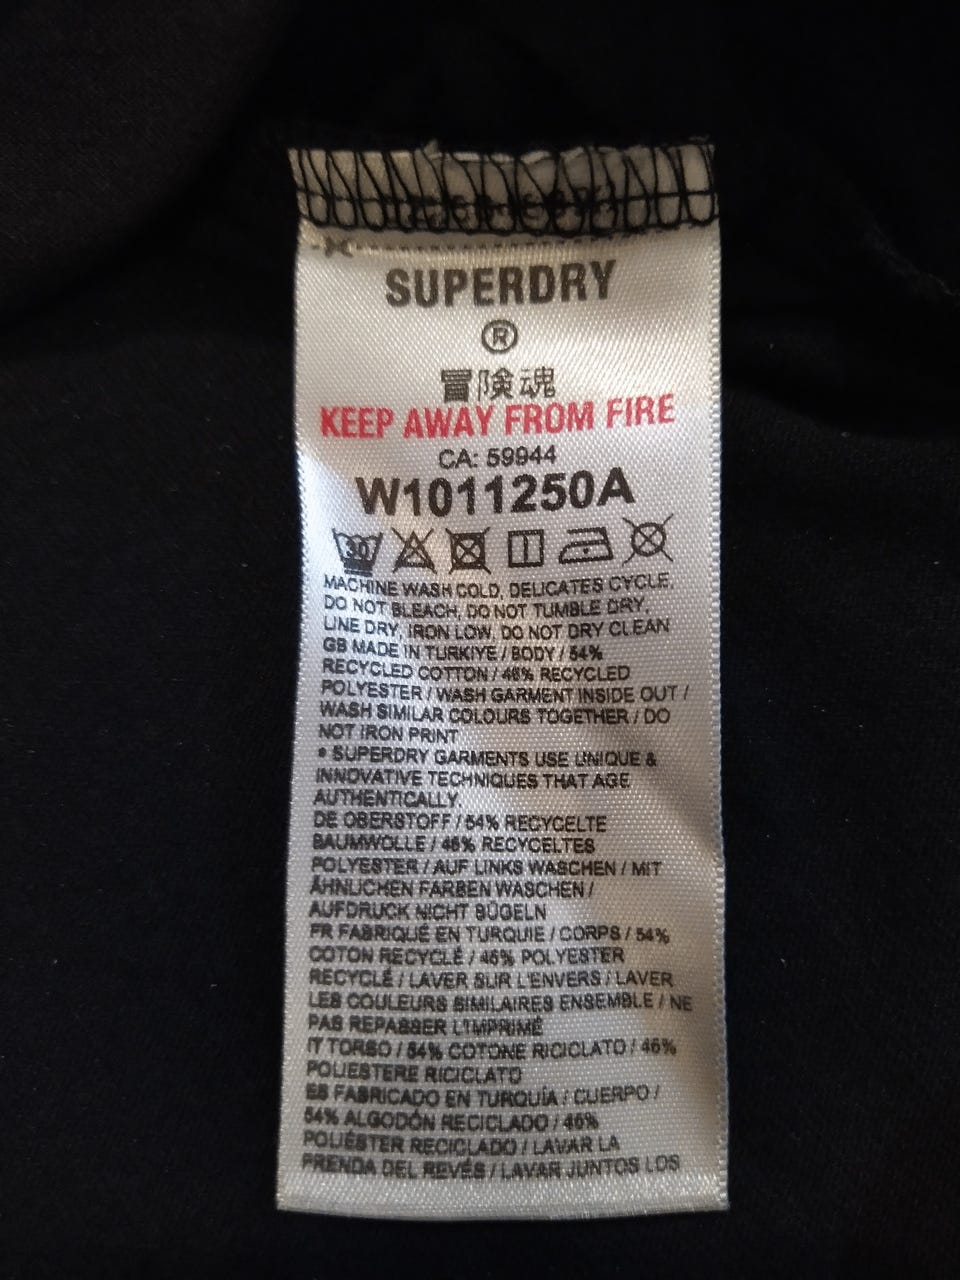 SUPERDRY
®
冒険魂
KEEP AWAY FROM FIRE
CA: 59944
W1011250A
30
MACHINE WASH COLD, DELICATES CYCLE,
DO NOT BLEACH, DO NOT TUMBLE DRY,
LINE DRY, IRON LOW, DO NOT DRY CLEAN
GB MADE IN TURKIYE / BODY / 54%
RECYCLED COTTON / 46% RECYCLED
POLYESTER / WASH GARMENT INSIDE OUT /
WASH SIMILAR COLOURS TOGETHER / DO
NOT IRON PRINT
• SUPERDRY GARMENTS USE UNIQUE &
INNOVATIVE TECHNIQUES THAT AGE
AUTHENTICALLY.
DE OBERSTOFF / 54% RECYCELTE
BAUMWOLLE / 46% RECYCELTES
POLYESTER / AUF LINKS WASCHEN / MIT
ÄHNLICHEN FARBEN WASCHEN /
AUFDRUCK NICHT BÜGELN
FR FABRIQUÉ EN TURQUIE / CORPS / 54%
COTON RECYCLÉ / 46% POLYESTER
RECYCLÉ / LAVER SUR L'ENVERS / LAVER
LES COULEURS SIMILAIRES ENSEMBLE / NE
PAS REPASSER L'IMPRIMÉ
IT TORSO / 54% COTONE RICICLATO / 46%
POLIESTERE RICICLATO
ES FABRICADO EN TURQUÍA / CUERPO /
54% ALGODÓN RECICLADO / 46%
POLIÉSTER RECICLADO / LAVAR LA
PRENDA DEL REVÉS / LAVAR JUNTOS LOS